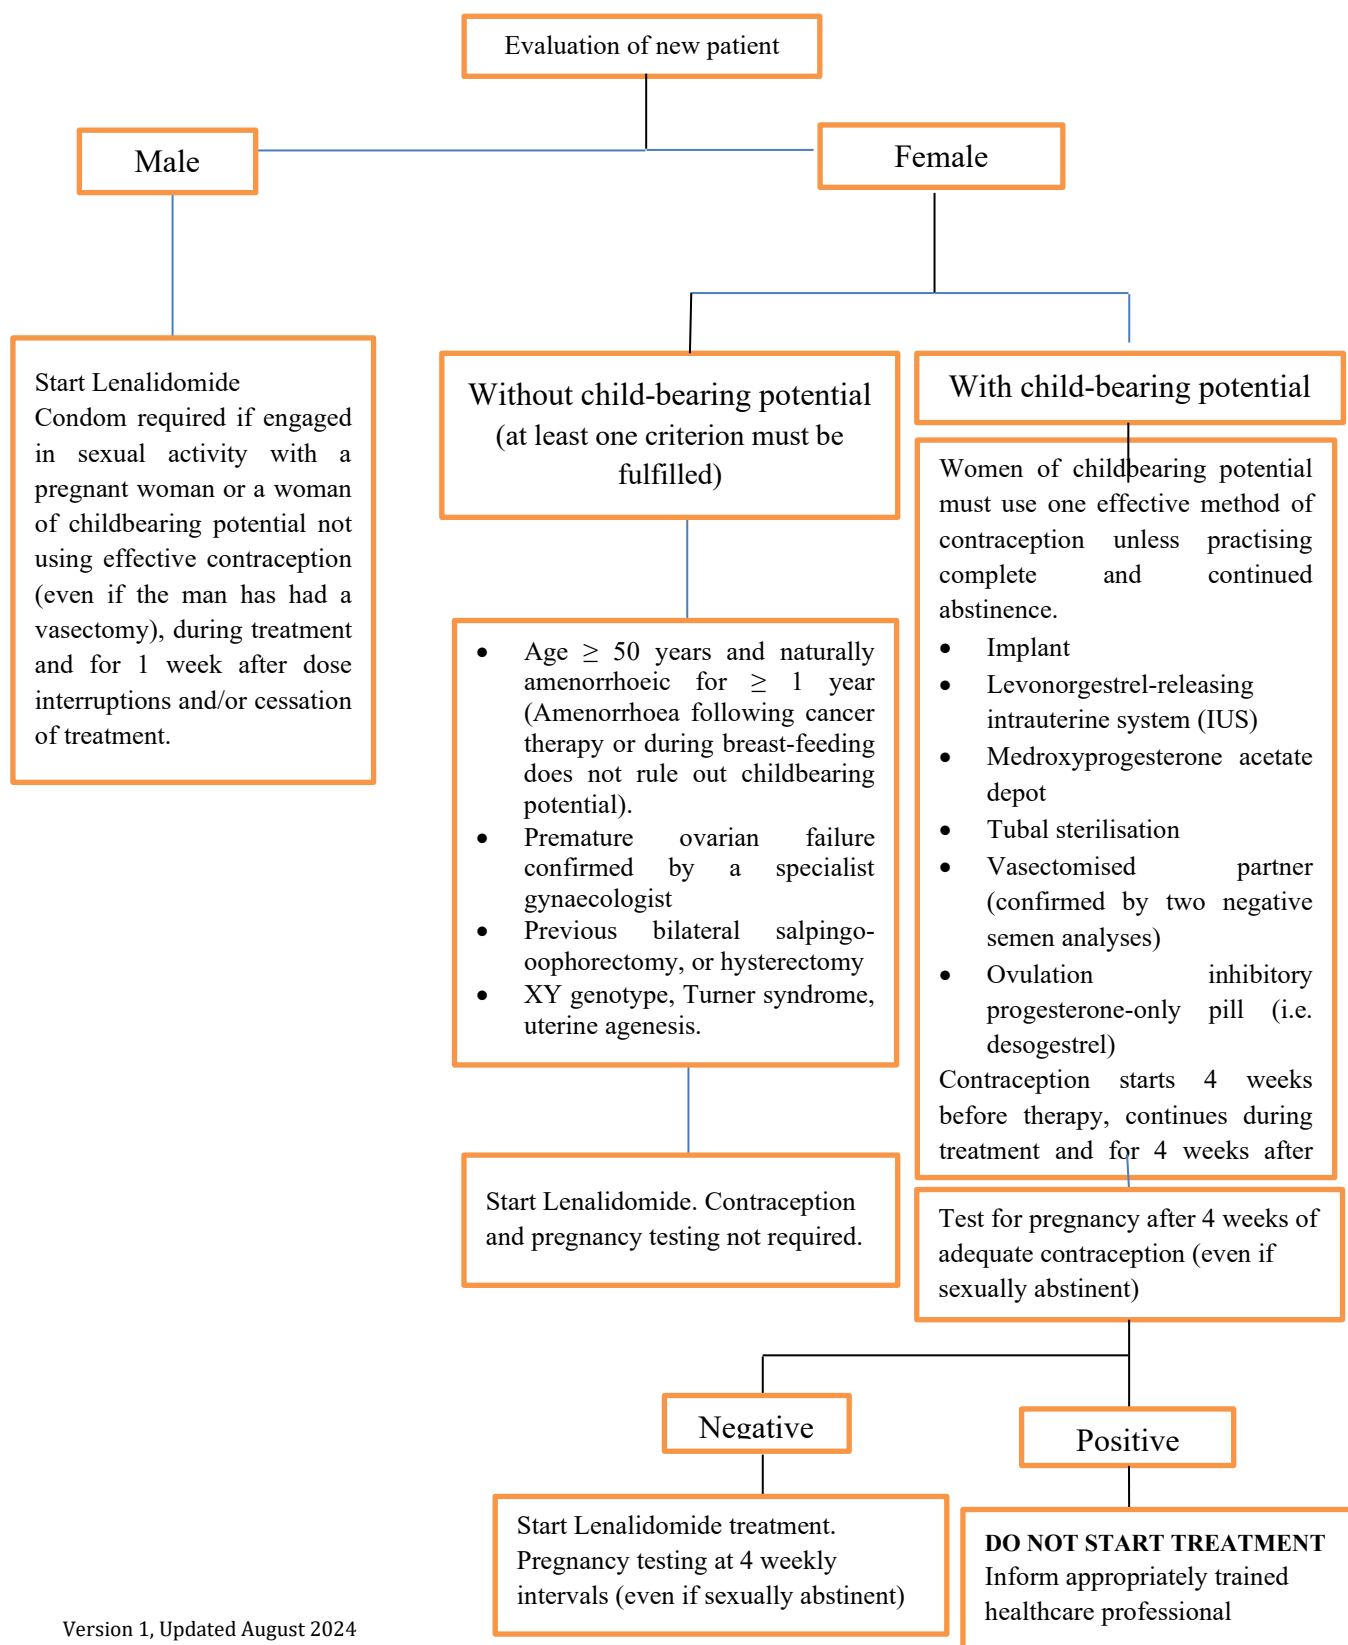 Evaluation of new patient
Male
Female
Start Lenalidomide
Condom required if engaged
in sexual activity with a
pregnant woman or a woman
of childbearing potential not
using effective contraception
(even if the man has had a
vasectomy), during treatment
and for 1 week after dose
interruptions and/or cessation
of treatment.
Without child-bearing potential
(at least one criterion must be
fulfilled)
• Age ≥ 50 years and naturally
amenorrhoeic for ≥ 1 year
(Amenorrhoea following cancer
therapy or during breast-feeding
does not rule out childbearing
potential).
• Premature ovarian failure
confirmed by a specialist
gynaecologist
• Previous bilateral salpingo-
oophorectomy, or hysterectomy
• XY genotype, Turner syndrome,
uterine agenesis.
Start Lenalidomide. Contraception
and pregnancy testing not required.
With child-bearing potential
Women of childbearing potential
must use one effective method of
contraception unless practising
complete and continued
abstinence.
• Implant
• Levonorgestrel-releasing
intrauterine system (IUS)
• Medroxyprogesterone acetate
depot
• Tubal sterilisation
• Vasectomised partner
(confirmed by two negative
semen analyses)
• Ovulation inhibitory
progesterone-only pill (i.e.
desogestrel)
Contraception starts 4 weeks
before therapy, continues during
treatment and for 4 weeks after
Test for pregnancy after 4 weeks of
adequate contraception (even if
sexually abstinent)
Negative
Positive
Start Lenalidomide treatment.
Pregnancy testing at 4 weekly
intervals (even if sexually abstinent)
DO NOT START TREATMENT
Inform appropriately trained
healthcare professional
Version 1, Updated August 2024